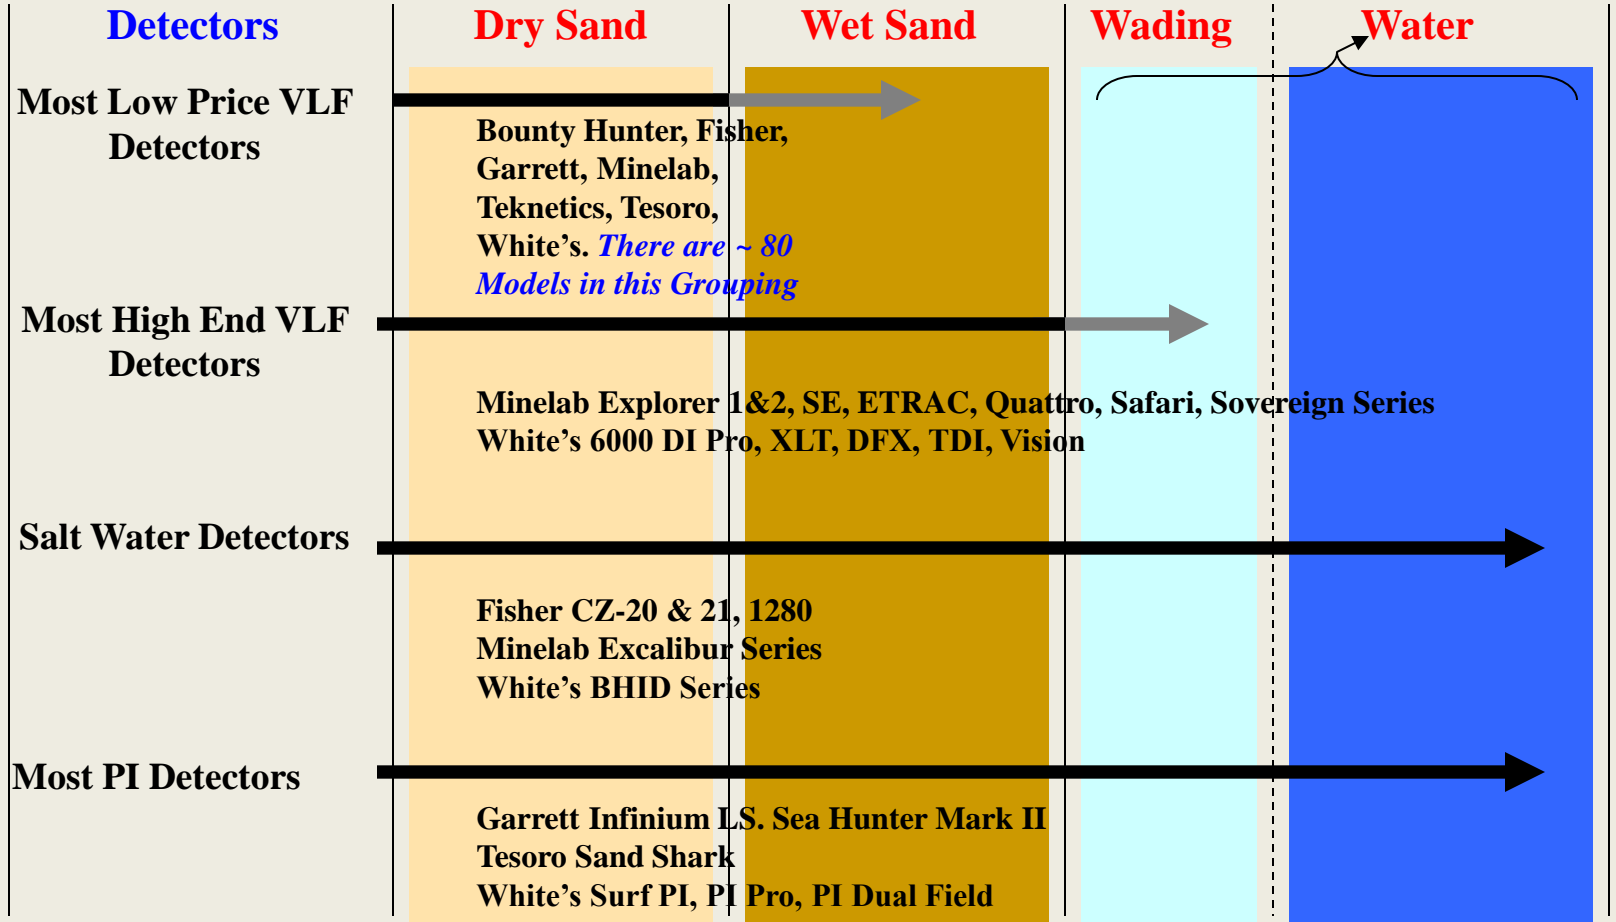 Detectors Dry Sand Wet Sand Wading Water
Most Low Price VLF
Detectors
Bounty Hunter, Fisher,
Garrett, Minelab,
Teknetics, Tesoro,
White's. There are ~ 80
Models in this Grouping
Most High End VLF
Detectors
Minelab Explorer 1&2, SE, ETRAC, Quattro, Safari, Sovereign Series
White's 6000 DI Pro, XLT, DFX, TDI, Vision
Salt Water Detectors
Fisher CZ-20 & 21, 1280
Minelab Excalibur Series
White's BHID Series
Most PI Detectors
Garrett Infinium LS. Sea Hunter Mark II
Tesoro Sand Shark
White's Surf PI, PI Pro, PI Dual Field